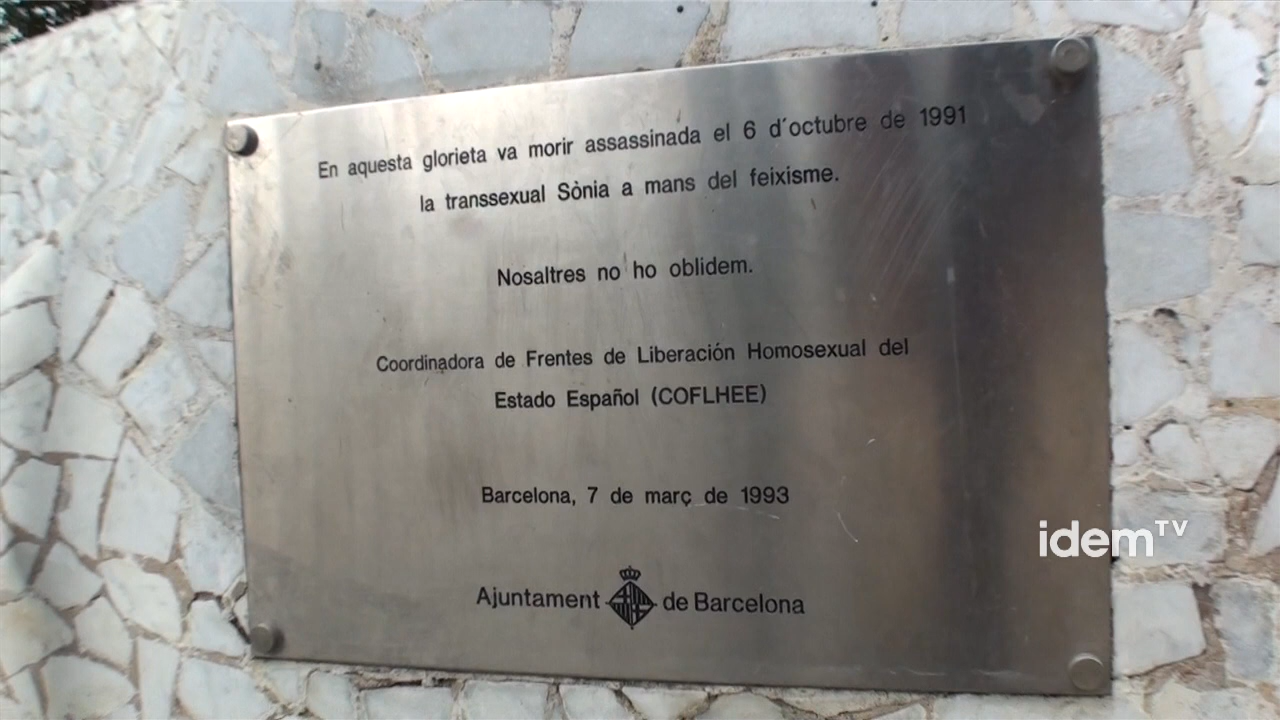 En aquesta glorieta va morir assassinada el 6 d´octubre de 1991
la transsexual Sònia a mans del feixisme.
Nosaltres no ho oblidem.
Coordinadora de Frentes de Liberación Homosexual del
Estado Español (COFLHEE)
Barcelona, 7 de març de 1993
Ajuntament de Barcelona
idemTV